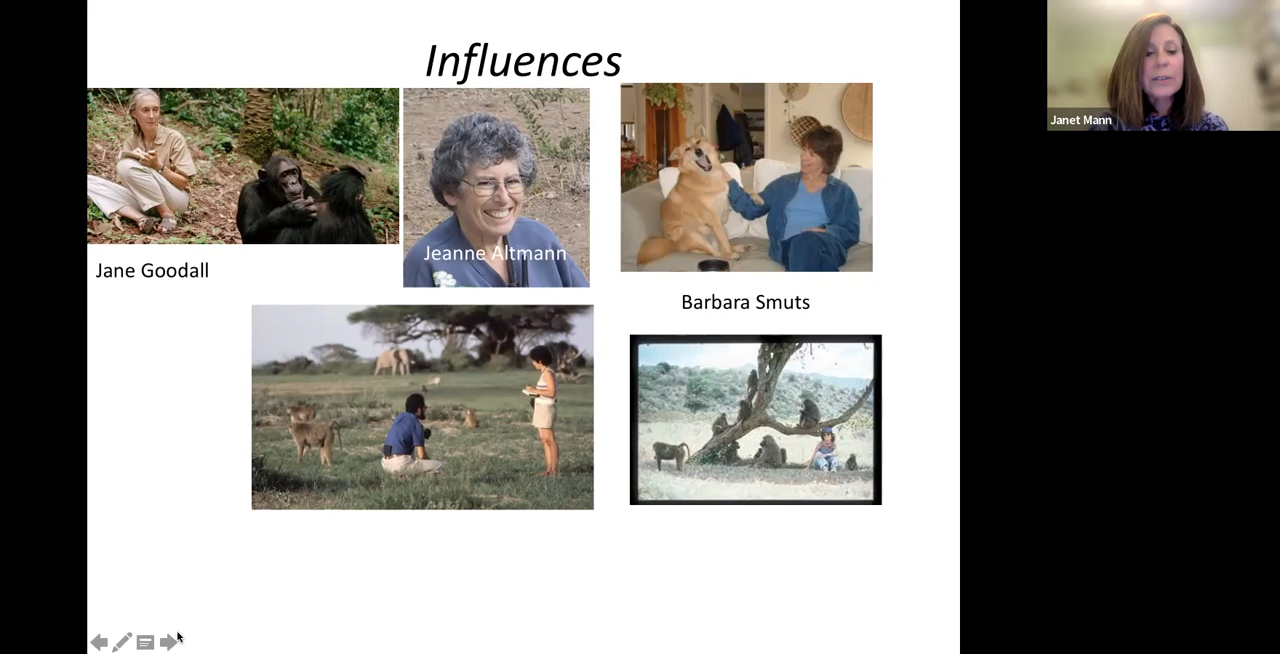 Influences
Janet Mann
Jeanne Altmann
Jane Goodall
Barbara Smuts